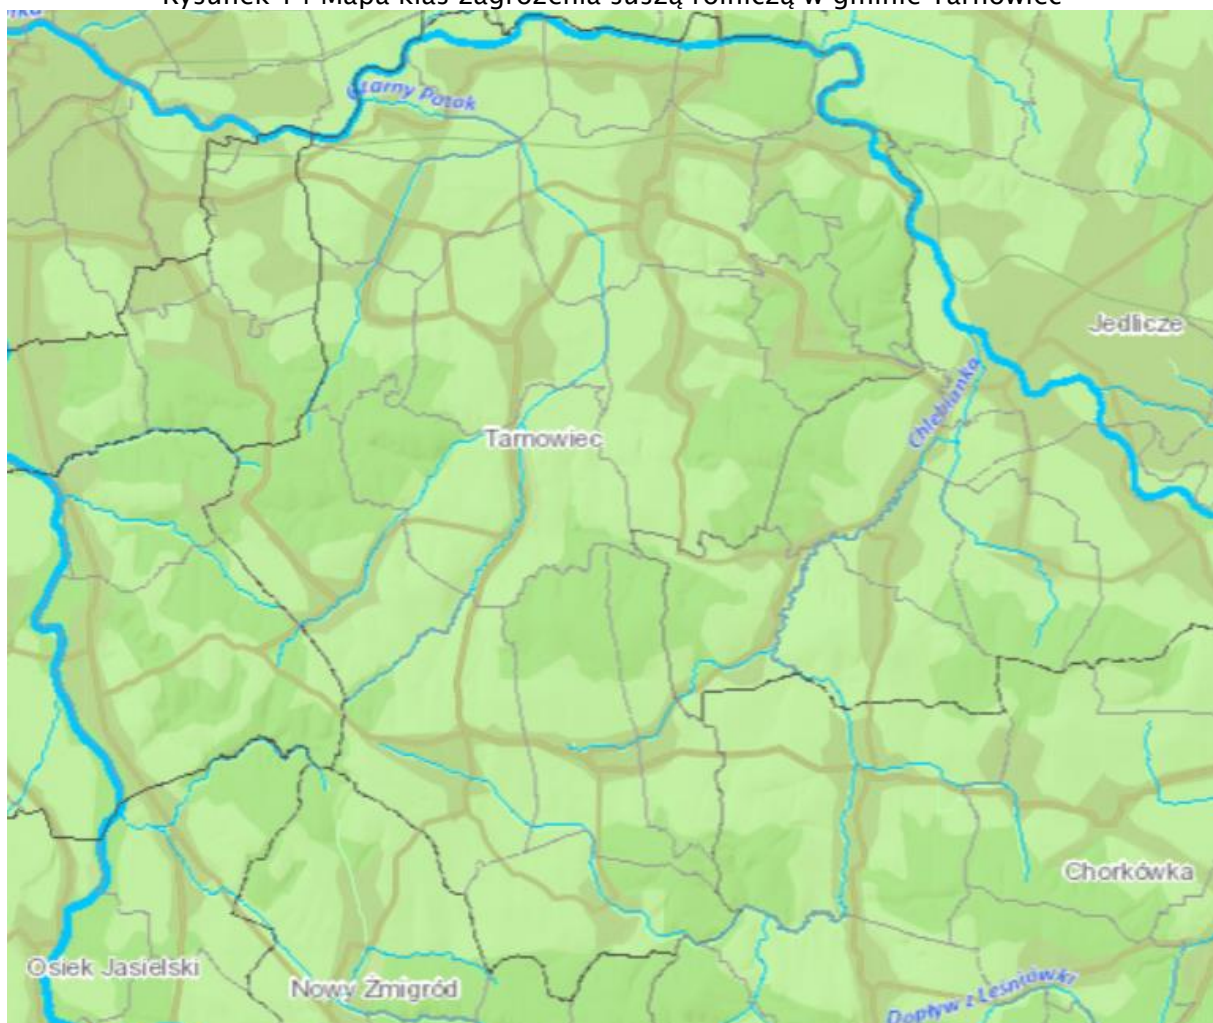 Rysunek 14 Mapa klas zagrożenia suszą rolniczą w gminie Tarnowiec
Czarny Potok
Jedlicze
Chlebianka
Tarnowiec
Chorkówka
Osiek Jasielski
Nowy Żmigród
Dopływ z Leśniówki